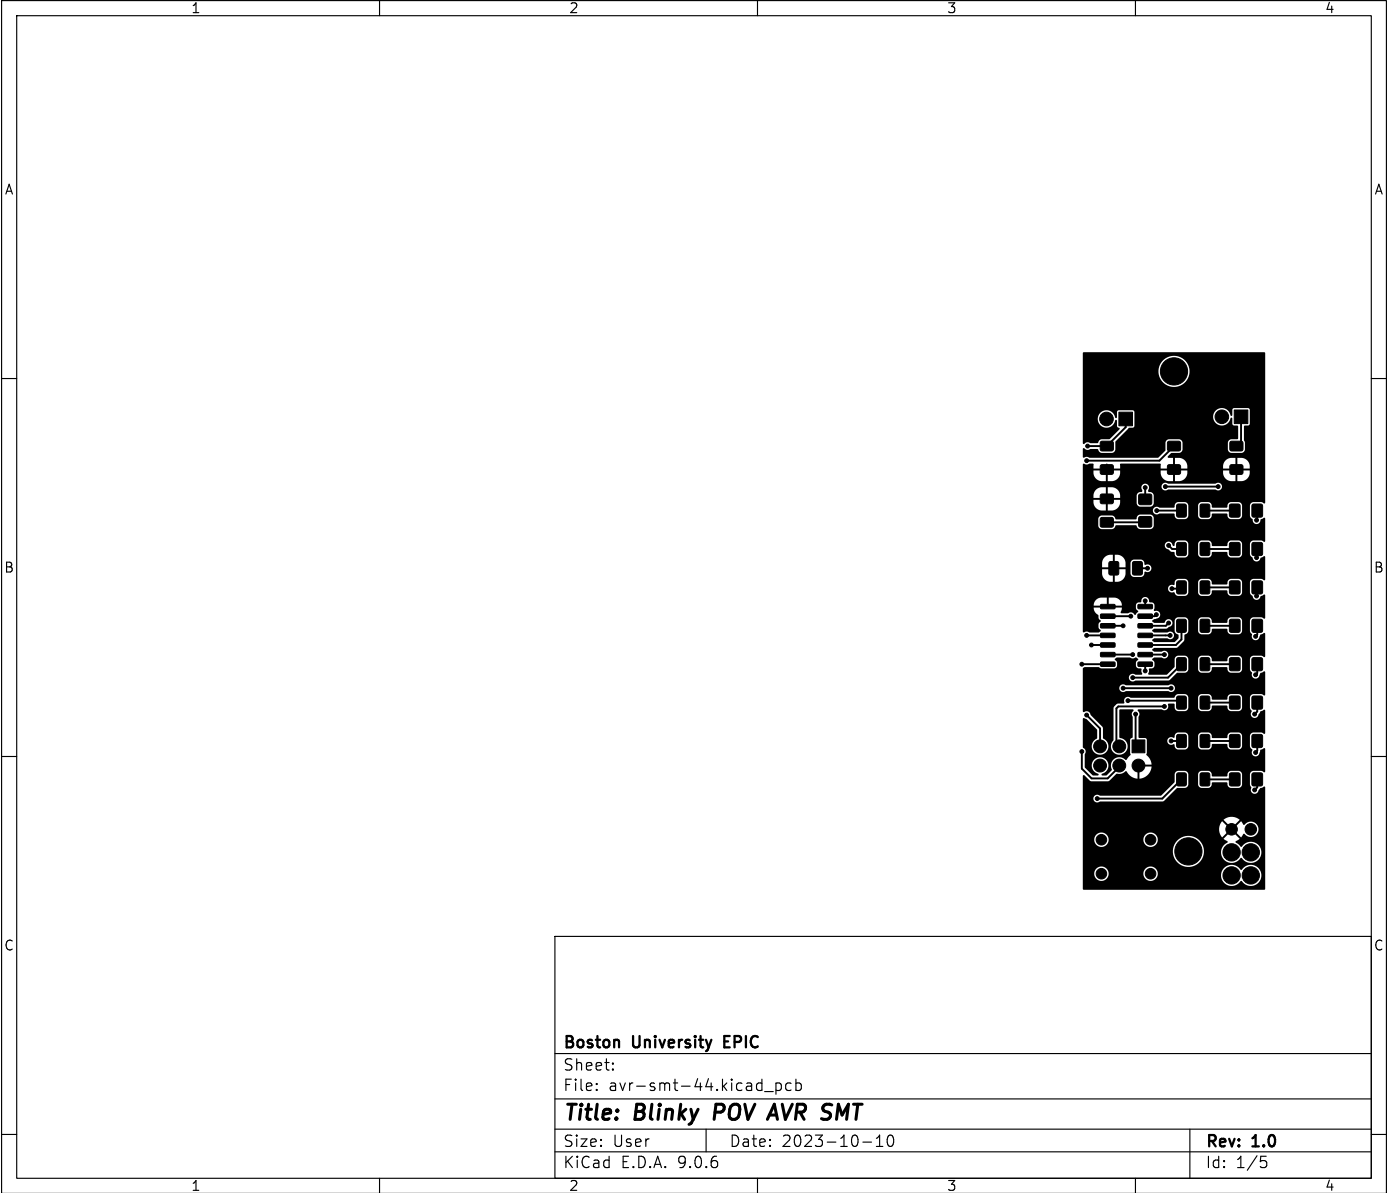 1 2 3 4
A A
B B
C C
Boston University EPIC
Sheet:
File: avr-smt-44.kicad_pcb
Title: Blinky POV AVR SMT
Size: User Date: 2023-10-10 Rev: 1.0
KiCad E.D.A. 9.0.6 Id: 1/5
1 2 3 4